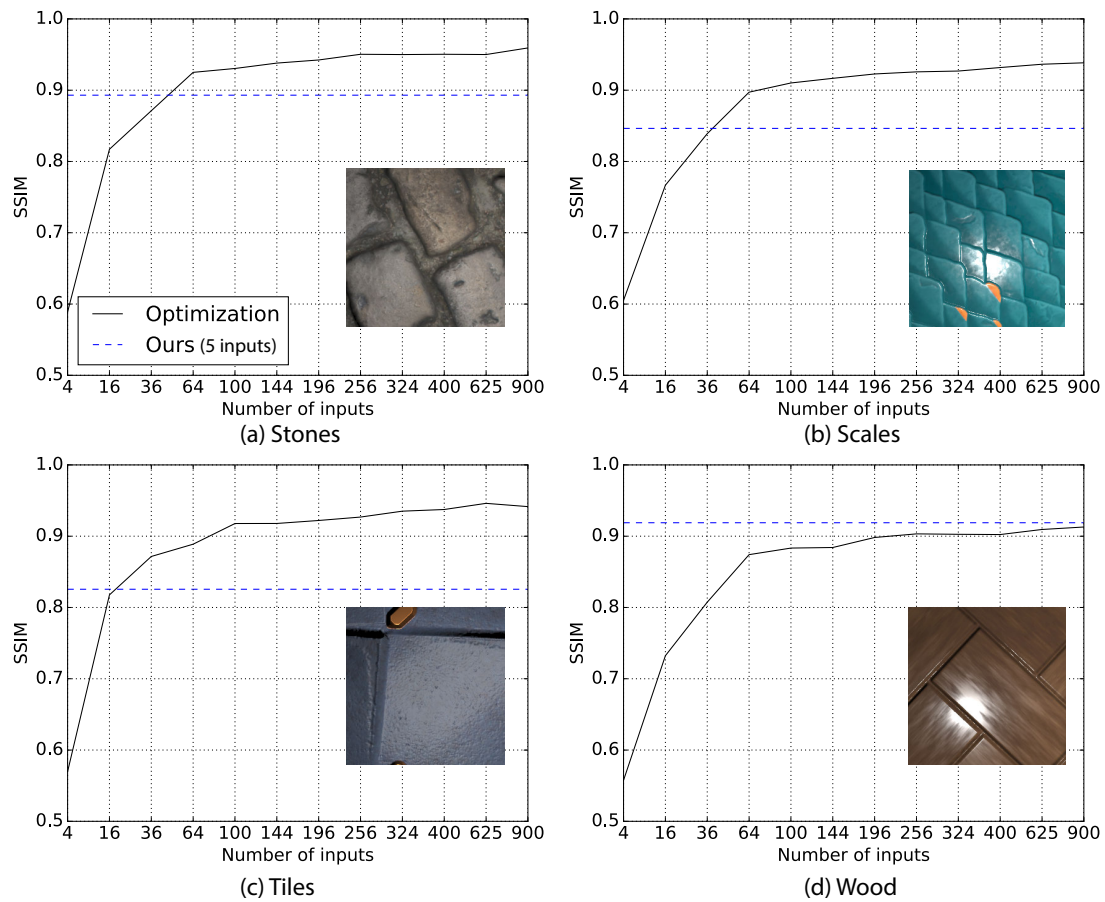 1.0
0.9
0.8
0.7
0.6
0.5
SSIM
Optimization
Ours (5 inputs)
4 16 36 64 100 144 196 256 324 400 625 900
Number of inputs
(a) Stones
1.0
0.9
0.8
0.7
0.6
0.5
SSIM
4 16 36 64 100 144 196 256 324 400 625 900
Number of inputs
(b) Scales
1.0
0.9
0.8
0.7
0.6
0.5
SSIM
4 16 36 64 100 144 196 256 324 400 625 900
Number of inputs
(c) Tiles
1.0
0.9
0.8
0.7
0.6
0.5
SSIM
4 16 36 64 100 144 196 256 324 400 625 900
Number of inputs
(d) Wood